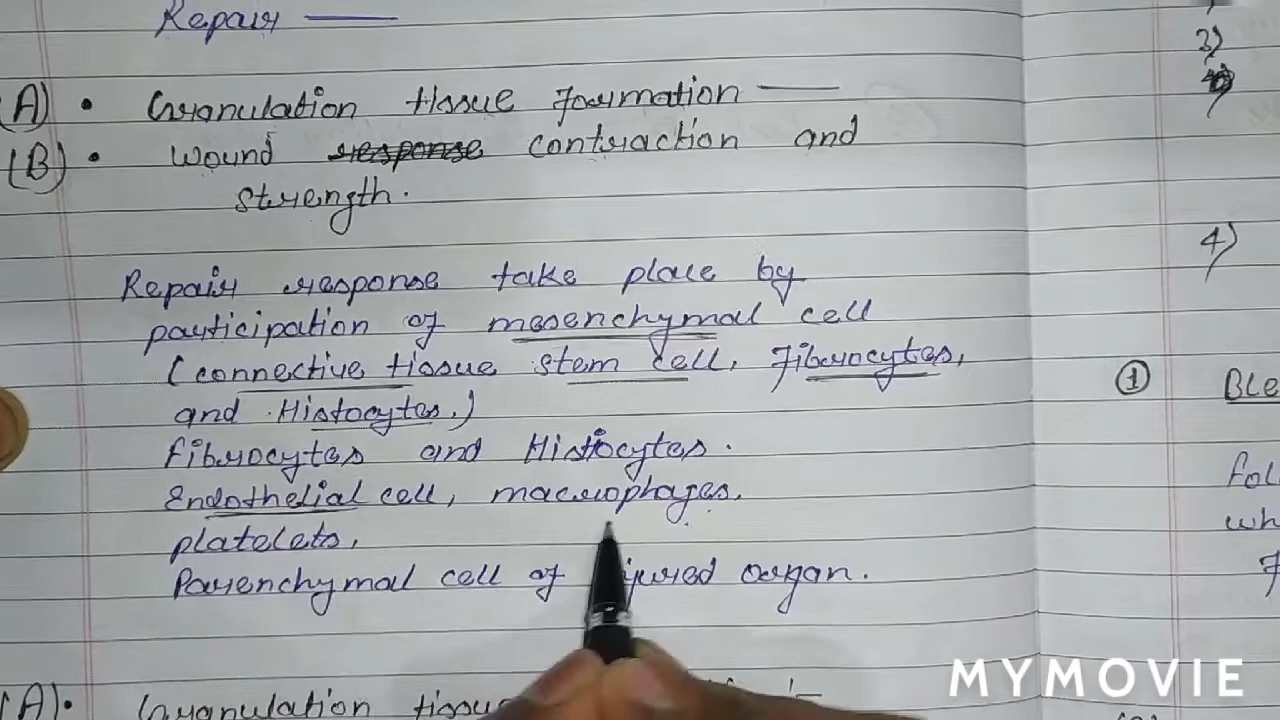 Repair —
(A) • Granulation tissue formation —
(B) • Wound response contraction and
strength.
Repair response take place by
participation of mesenchymal cell
(connective tissue stem cell, fibrocytes,
and Histocytes.)
fibrocytes and Histiocytes.
Endothelial cell, macrophages.
platelets,
Parenchymal cell of injured organ.
(A)• Granulation tissue
3)
4)
①
MYMOVIE